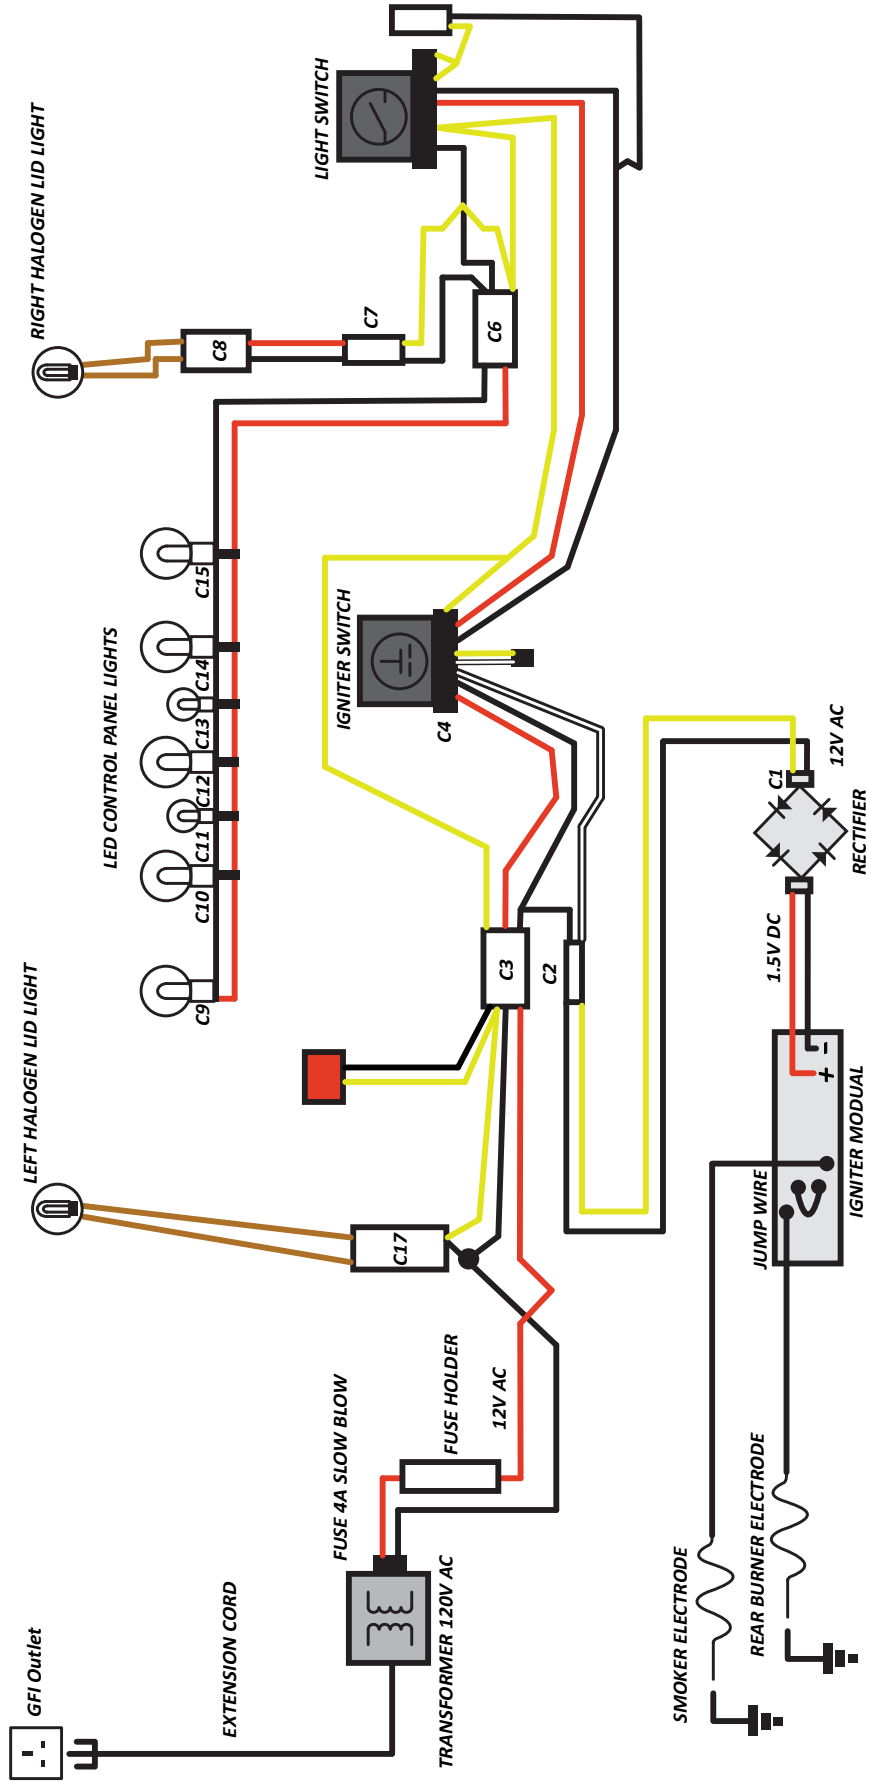 GFI Outlet
EXTENSION CORD
TRANSFORMER 120V AC
FUSE 4A SLOW BLOW
FUSE HOLDER
12V AC
LEFT HALOGEN LID LIGHT
C17
C3
C2
LED CONTROL PANEL LIGHTS
C9
C10
C11
C12
C13
C14
C15
IGNITER SWITCH
C4
RIGHT HALOGEN LID LIGHT
C8
C7
C6
LIGHT SWITCH
SMOKER ELECTRODE
REAR BURNER ELECTRODE
JUMP WIRE
IGNITER MODUAL
+ -
1.5V DC
RECTIFIER
C1
12V AC